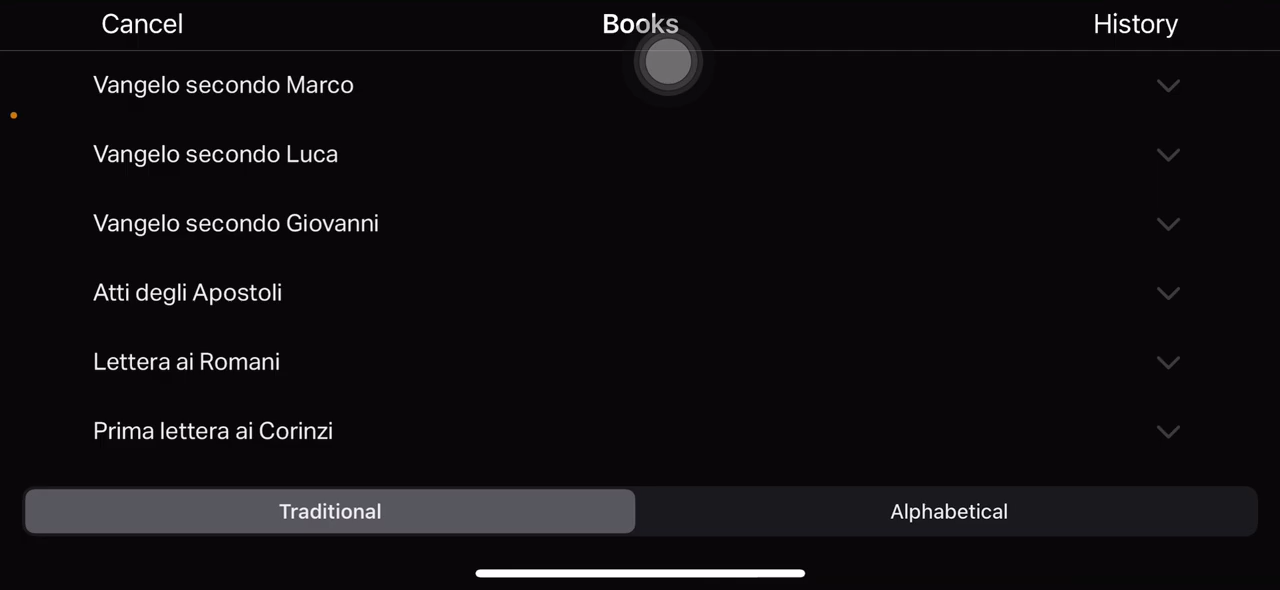 Cancel Books History
Vangelo secondo Marco
Vangelo secondo Luca
Vangelo secondo Giovanni
Atti degli Apostoli
Lettera ai Romani
Prima lettera ai Corinzi
Traditional Alphabetical